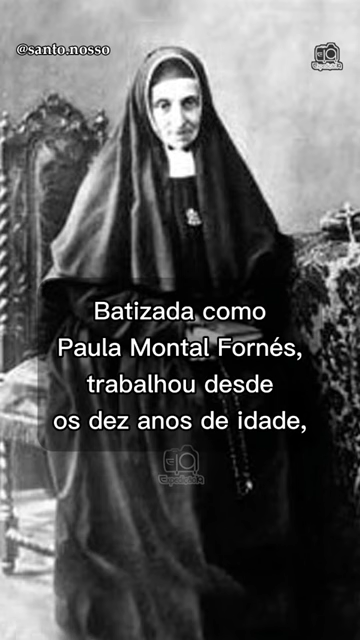 @santo.nosso
Batizada como
Paula Montal Fornés,
trabalhou desde
os dez anos de idade,